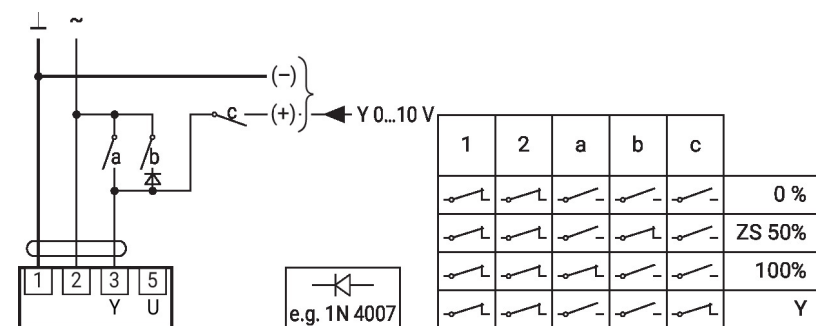 ⊥ ~
(–)
c (+) Y 0...10 V
a b
1 2 3 5
Y U
e.g. 1N 4007
1 2 a b c
0 %
ZS 50%
100%
Y